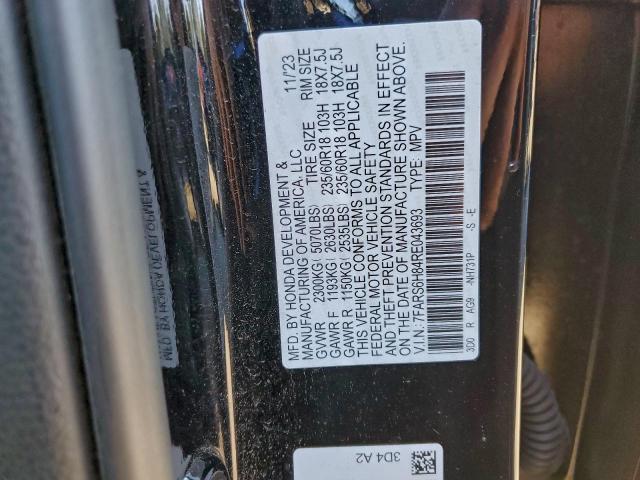 MFD. BY HONDA DEVELOPMENT & 11/23
MANUFACTURING OF AMERICA, LLC
GVWR 2300KG( 5070LBS) TIRE SIZE RIM SIZE
GAWR F 1193KG( 2630LBS) 235/60R18 103H 18X7.5J
GAWR R 1150KG( 2535LBS) 235/60R18 103H 18X7.5J
THIS VEHICLE CONFORMS TO ALL APPLICABLE
FEDERAL MOTOR VEHICLE SAFETY
AND THEFT PREVENTION STANDARDS IN EFFECT
ON THE DATE OF MANUFACTURE SHOWN ABOVE.
V.I.N: 7FARS6H84RE043693 TYPE: MPV
3D0 R AG9 -NH731P -S -E
3D4 A2